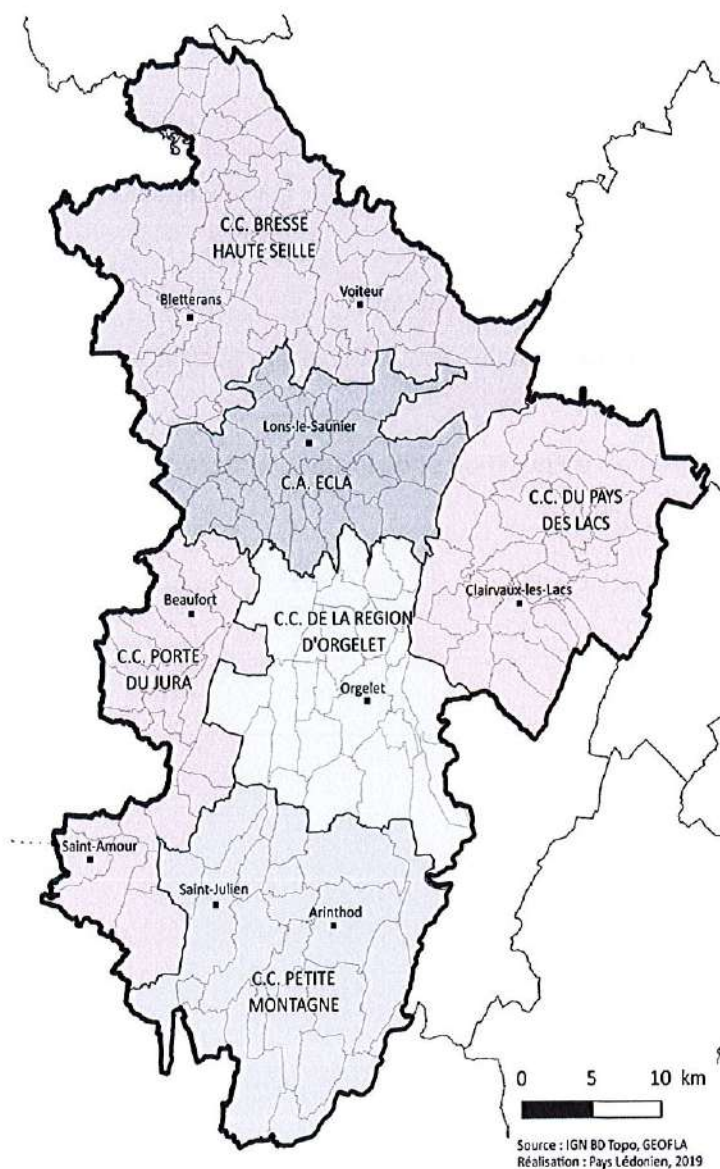 C.C. BRESSE
HAUTE SEILLE
Bletterans
Voiteur
Lons-le-Saunier
C.A. ECLA
C.C. DU PAYS
DES LACS
Clairvaux-les-Lacs
Beaufort
C.C. DE LA REGION
D'ORGELET
C.C. PORTE
DU JURA
Orgelet
Saint-Amour
Saint-Julien
Arinthod
C.C. PETITE
MONTAGNE
0 5 10 km
Source : IGN BD Topo, GEOFLA
Réalisation : Pays Lédonien, 2019